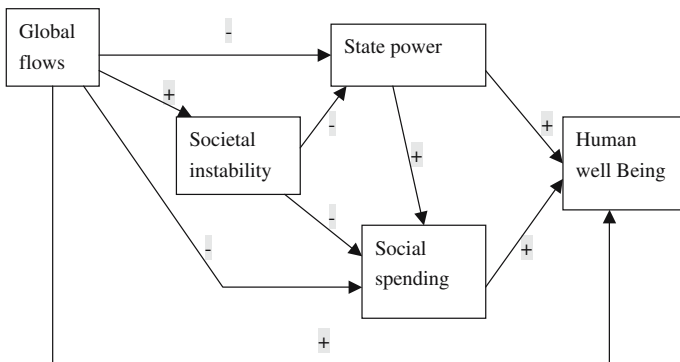 Global
flows
-
State power
+
Societal
instability
-
+
+
Human
well Being
-
-
Social
spending
+
+